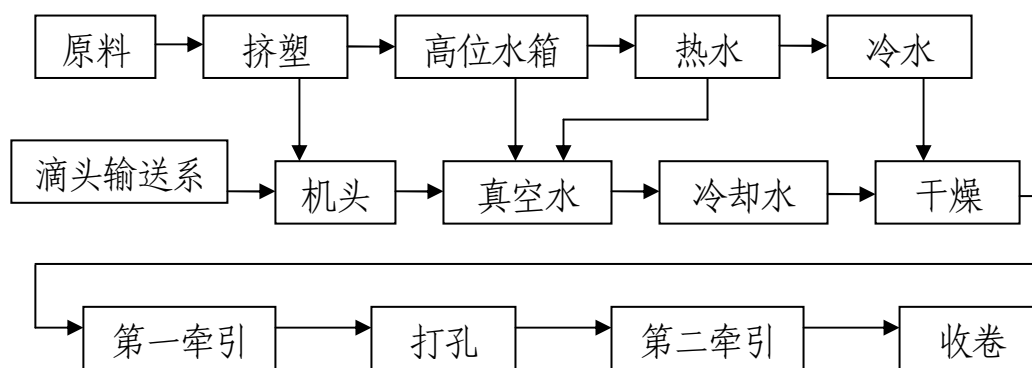 原料 挤塑 高位水箱 热水 冷水
滴头输送系 机头 真空水 冷却水 干燥
第一牵引 打孔 第二牵引 收卷